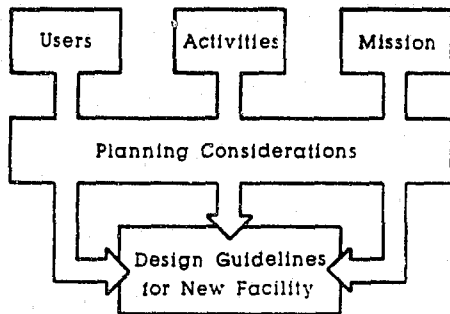 Users
Activities
Mission
Planning Considerations
Design Guidelines
for New Facility